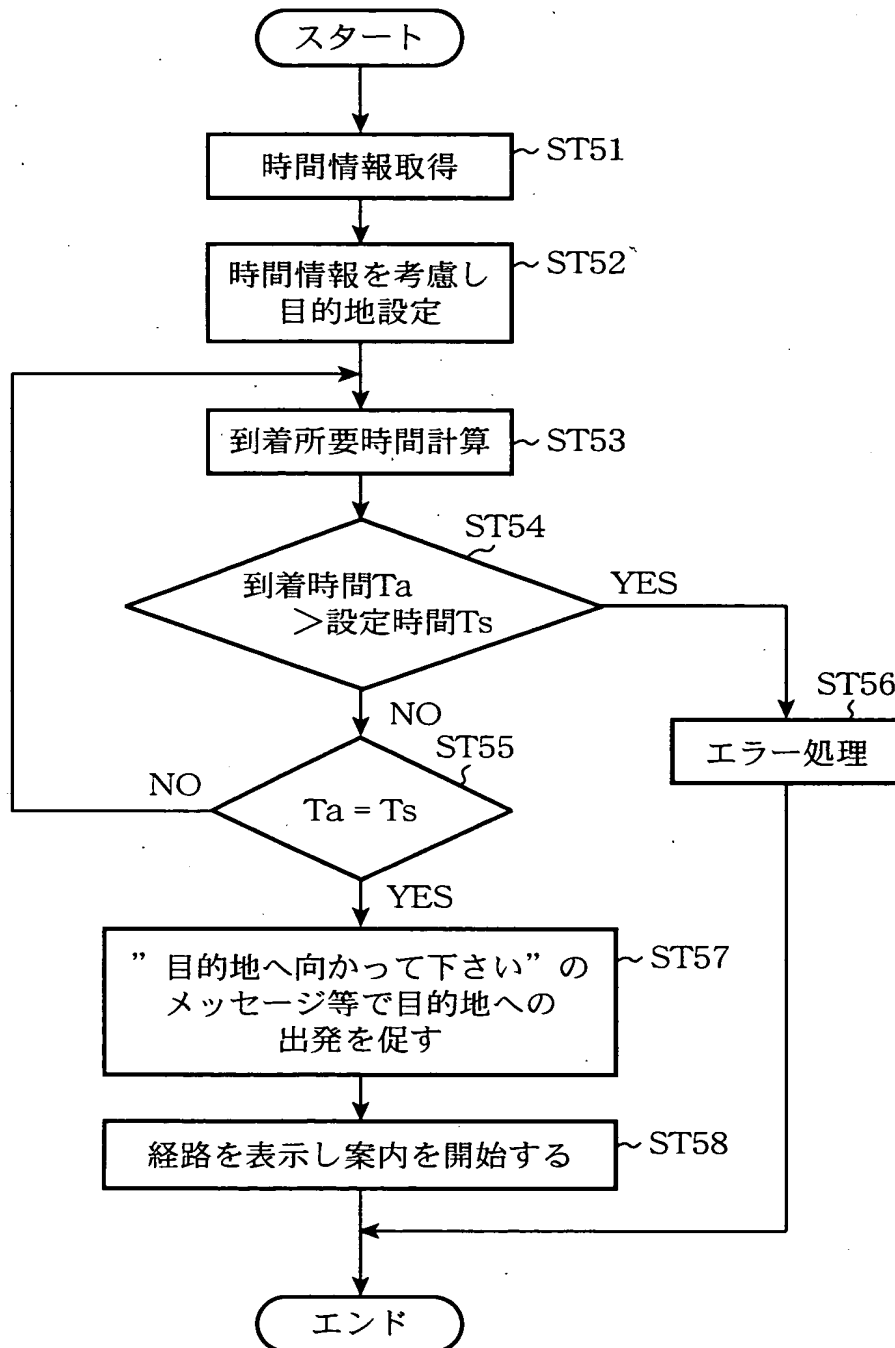 スタート
時間情報取得
~ST51
時間情報を考慮し
目的地設定
~ST52
到着所要時間計算
~ST53
ST54
到着時間Ta
>設定時間Ts
YES
NO
ST56
エラー処理
ST55
Ta = Ts
NO
YES
”目的地へ向かって下さい”の
メッセージ等で目的地への
出発を促す
~ST57
経路を表示し案内を開始する
~ST58
エンド